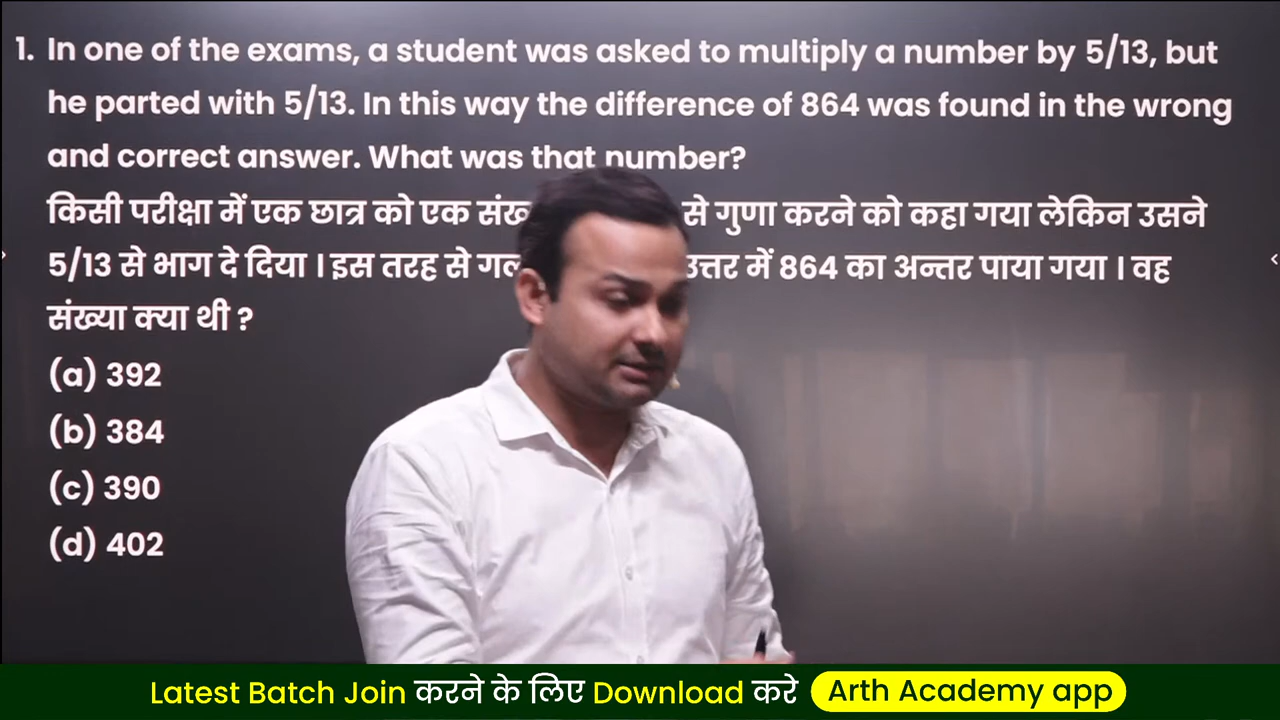 1. In one of the exams, a student was asked to multiply a number by 5/13, but
he parted with 5/13. In this way the difference of 864 was found in the wrong
and correct answer. What was that number?
किसी परीक्षा में एक छात्र को एक से गुणा करने को कहा गया लेकिन उसने
5/13 से भाग दे दिया । इस तरह से उत्तर में 864 का अन्तर पाया गया । वह
संख्या क्या थी ?
(a) 392
(b) 384
(c) 390
(d) 402
Latest Batch Join करने के लिए Download करे Arth Academy app